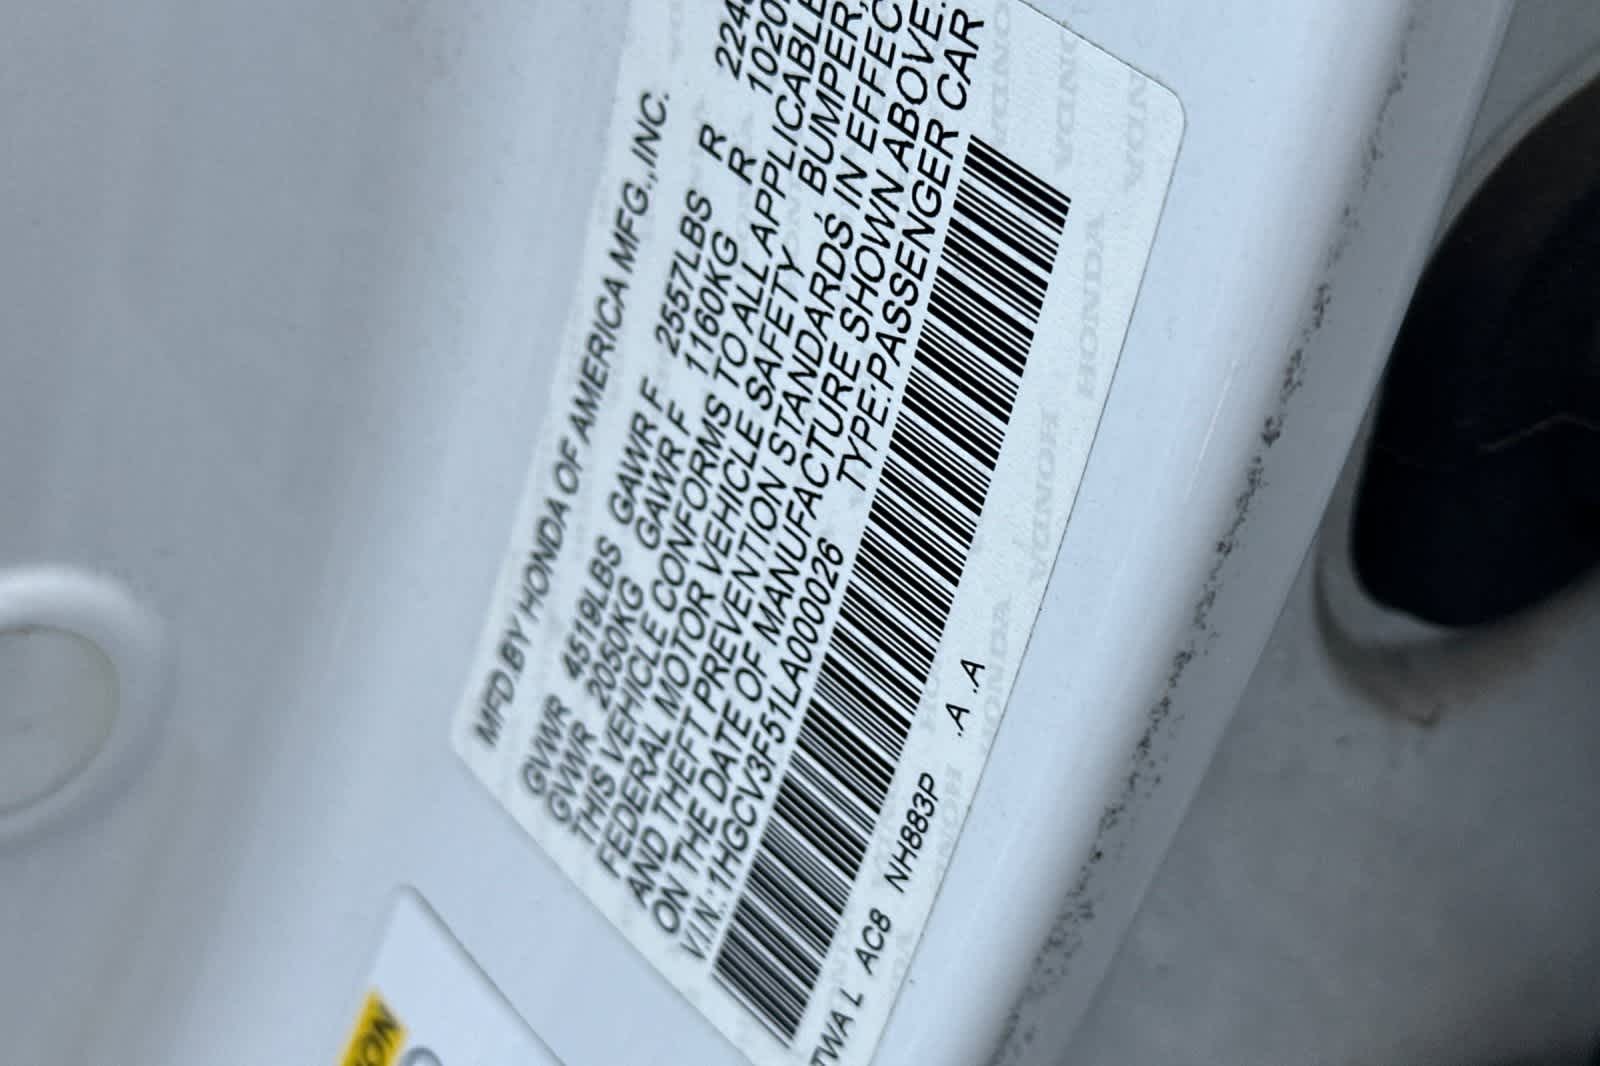 MFD.BY HONDA OF AMERICA MFG.,INC.
GVWR 4519LBS GAWR F 2557LBS R
GVWR 2050KG GAWR F 1160KG R
THIS VEHICLE CONFORMS TO ALL APPLICABLE
FEDERAL MOTOR VEHICLE SAFETY, BUMPER,
AND THEFT PREVENTION STANDARDS IN EFFECT
ON THE DATE OF MANUFACTURE SHOWN ABOVE.
V.I.N.:1HGCV3F51LA000026 TYPE:PASSENGER CAR
TWA L AC8 NH883P .A .A
HONDA